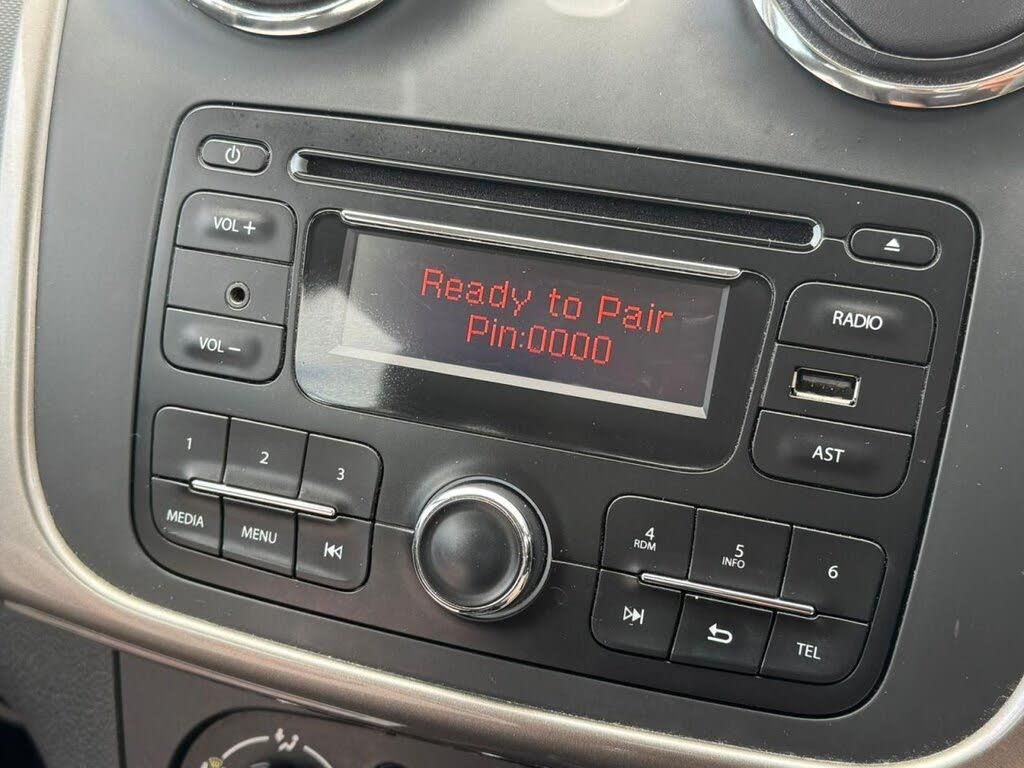 VOL +
VOL −
Ready to Pair
Pin:0000
RADIO
AST
1
2
3
MEDIA
MENU
4
RDM
5
INFO
6
TEL